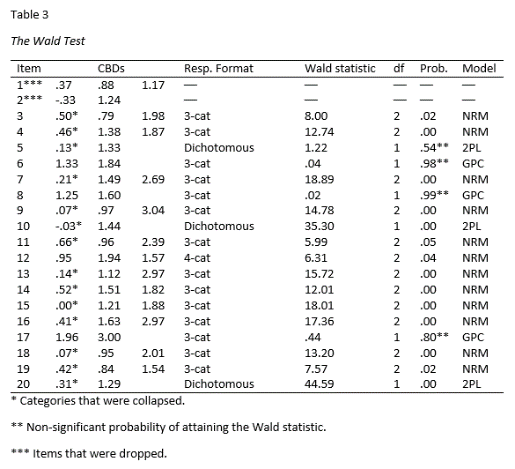 Table 3
The Wald Test
Item CBDs Resp. Format Wald statistic df Prob. Model
1*** .37 .88 1.17 — — — — —
2*** -.33 1.24 — — — — —
3 .50* .79 1.98 3-cat 8.00 2 .02 NRM
4 .46* 1.38 1.87 3-cat 12.74 2 .00 NRM
5 .13* 1.33 Dichotomous 1.22 1 .54** 2PL
6 1.33 1.84 3-cat .04 1 .98** GPC
7 .21* 1.49 2.69 3-cat 18.89 2 .00 NRM
8 1.25 1.60 3-cat .02 1 .99** GPC
9 .07* .97 3.04 3-cat 14.78 2 .00 NRM
10 -.03* 1.44 Dichotomous 35.30 1 .00 2PL
11 .66* .96 2.39 3-cat 5.99 2 .05 NRM
12 .95 1.94 1.57 4-cat 6.31 2 .04 NRM
13 .14* 1.12 2.97 3-cat 15.72 2 .00 NRM
14 .52* 1.51 1.82 3-cat 12.01 2 .00 NRM
15 .00* 1.21 1.88 3-cat 18.01 2 .00 NRM
16 .41* 1.63 2.97 3-cat 17.36 2 .00 NRM
17 1.96 3.00 3-cat .44 1 .80** GPC
18 .07* .95 2.01 3-cat 13.20 2 .00 NRM
19 .42* .84 1.54 3-cat 7.57 2 .02 NRM
20 .31* 1.29 Dichotomous 44.59 1 .00 2PL
* Categories that were collapsed.
** Non-significant probability of attaining the Wald statistic.
*** Items that were dropped.